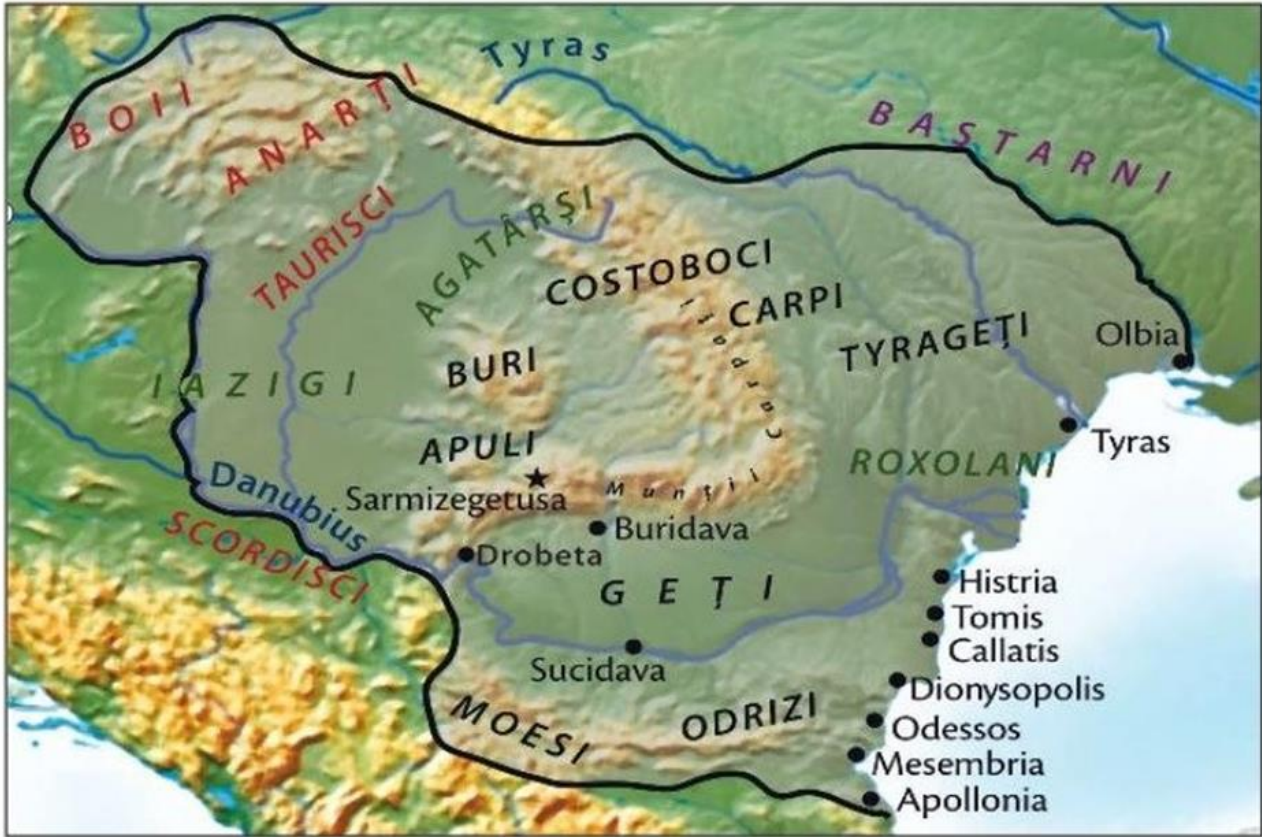 Tyras
BOII
ANARȚI
BASTARNI
TAURISCI
AGATÂRȘI
COSTOBOCI
CARPI
TYRAGEȚI
Olbia
BURI
IAZIGI
Munții Carpați
APULI
Tyras
ROXOLANI
Sarmizegetusa
Danubius
SCORDISCI
Buridava
Drobeta
GEȚI
Histria
Tomis
Callatis
Sucidava
Dionysopolis
MOESI
ODRIZI
Odessos
Mesembria
Apollonia